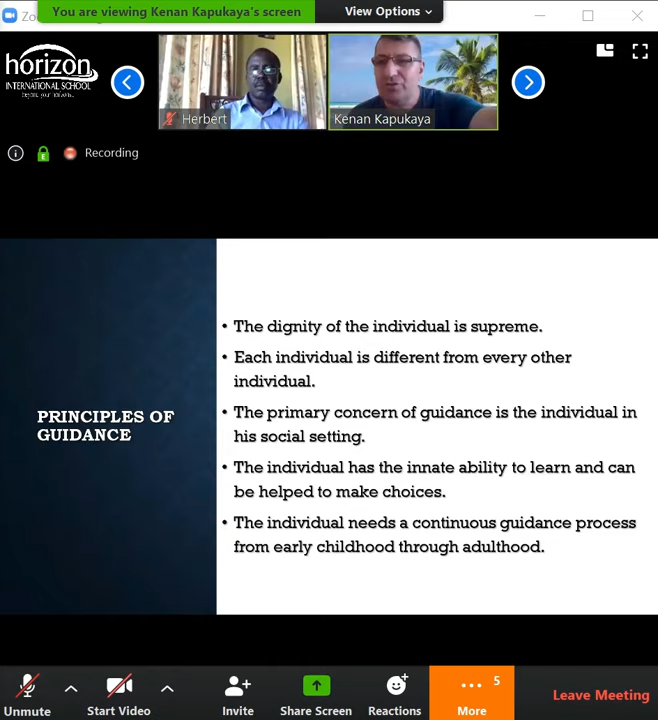 You are viewing Kenan Kapukaya's screen
View Options
horizon
INTERNATIONAL SCHOOL
Herbert
Kenan Kapukaya
E
Recording
PRINCIPLES OF
GUIDANCE
• The dignity of the individual is supreme.
• Each individual is different from every other
individual.
• The primary concern of guidance is the individual in
his social setting.
• The individual has the innate ability to learn and can
be helped to make choices.
• The individual needs a continuous guidance process
from early childhood through adulthood.
Unmute
Start Video
Invite
Share Screen
Reactions
5
More
Leave Meeting